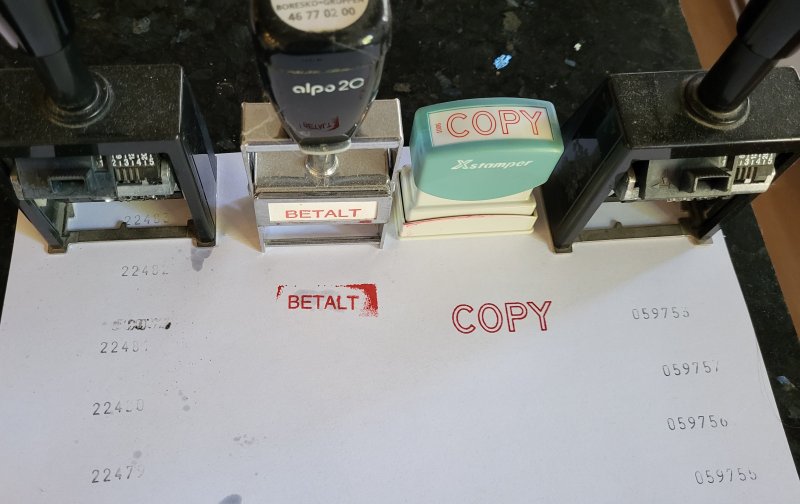 BORESKO-GRUPPEN
46 77 02 00
alpo 20
BETALT
COPY
Xstamper
22483
22482
22481
22480
22479
BETALT
COPY
059758
059757
059756
059755